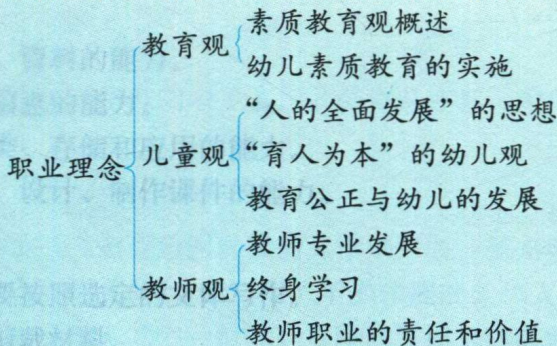 素质教育观概述
教育观
幼儿素质教育的实施
“人的全面发展”的思想
职业理念
儿童观
“育人为本”的幼儿观
教育公正与幼儿的发展
教师专业发展
教师观
终身学习
教师职业的责任和价值